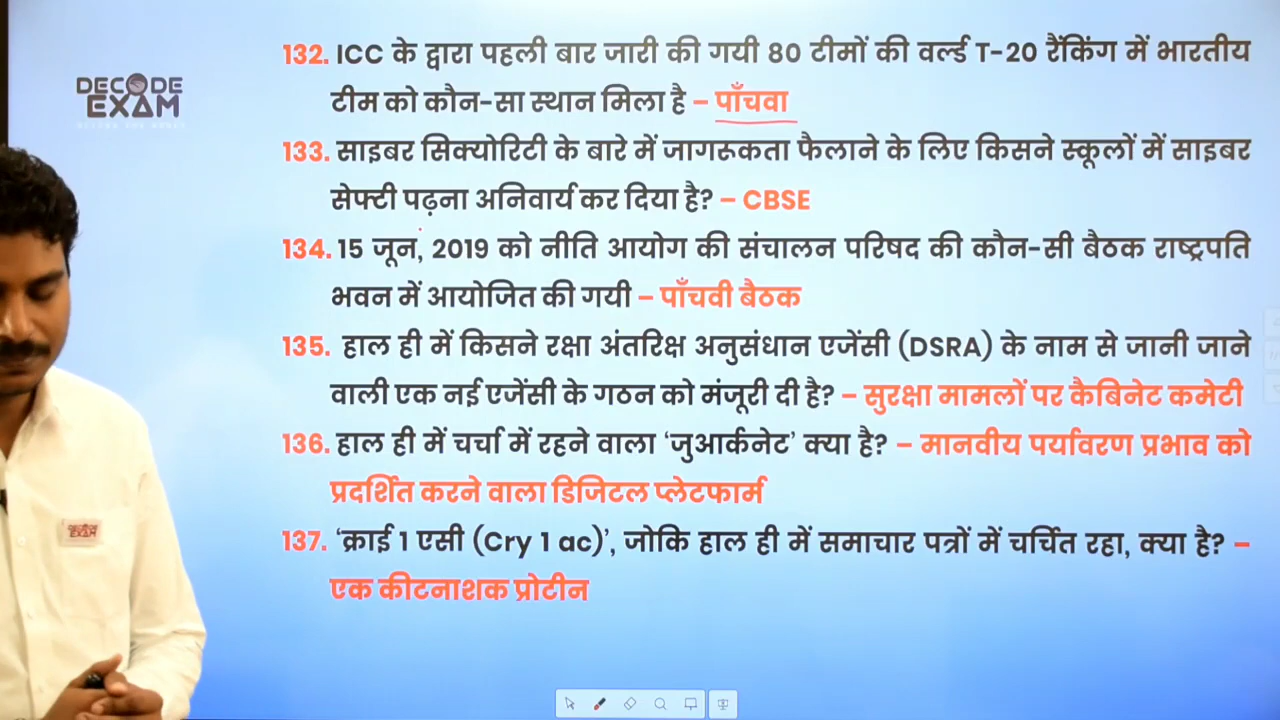 DECODE
EXAM
132. ICC के द्वारा पहली बार जारी की गयी 80 टीमों की वर्ल्ड T-20 रैंकिंग में भारतीय
टीम को कौन-सा स्थान मिला है – पाँचवा
133. साइबर सिक्योरिटी के बारे में जागरूकता फैलाने के लिए किसने स्कूलों में साइबर
सेफ्टी पढ़ना अनिवार्य कर दिया है? – CBSE
134. 15 जून, 2019 को नीति आयोग की संचालन परिषद की कौन-सी बैठक राष्ट्रपति
भवन में आयोजित की गयी – पाँचवी बैठक
135. हाल ही में किसने रक्षा अंतरिक्ष अनुसंधान एजेंसी (DSRA) के नाम से जानी जाने
वाली एक नई एजेंसी के गठन को मंजूरी दी है? – सुरक्षा मामलों पर कैबिनेट कमेटी
136. हाल ही में चर्चा में रहने वाला ‘जुआर्कनेट’ क्या है? – मानवीय पर्यावरण प्रभाव को
प्रदर्शित करने वाला डिजिटल प्लेटफार्म
137. ‘क्राई 1 एसी (Cry 1 ac)’, जोकि हाल ही में समाचार पत्रों में चर्चित रहा, क्या है? –
एक कीटनाशक प्रोटीन
DECODE
EXAM